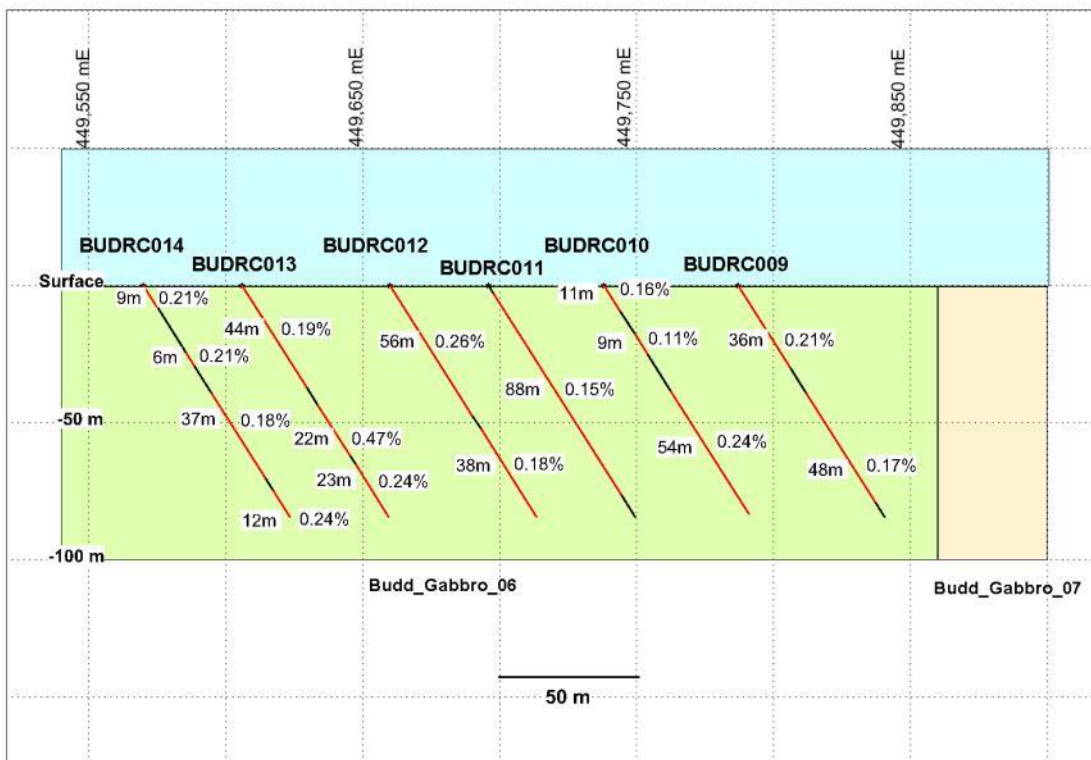 449,550 mE
449,650 mE
449,750 mE
449,850 mE
BUDRC014
BUDRC013
BUDRC012
BUDRC011
BUDRC010
BUDRC009
Surface
9m 0.21%
6m 0.21%
37m 0.18%
12m 0.24%
44m 0.19%
22m 0.47%
23m 0.24%
56m 0.26%
38m 0.18%
88m 0.15%
11m 0.16%
9m 0.11%
54m 0.24%
36m 0.21%
48m 0.17%
-50 m
-100 m
Budd_Gabbro_06
Budd_Gabbro_07
50 m